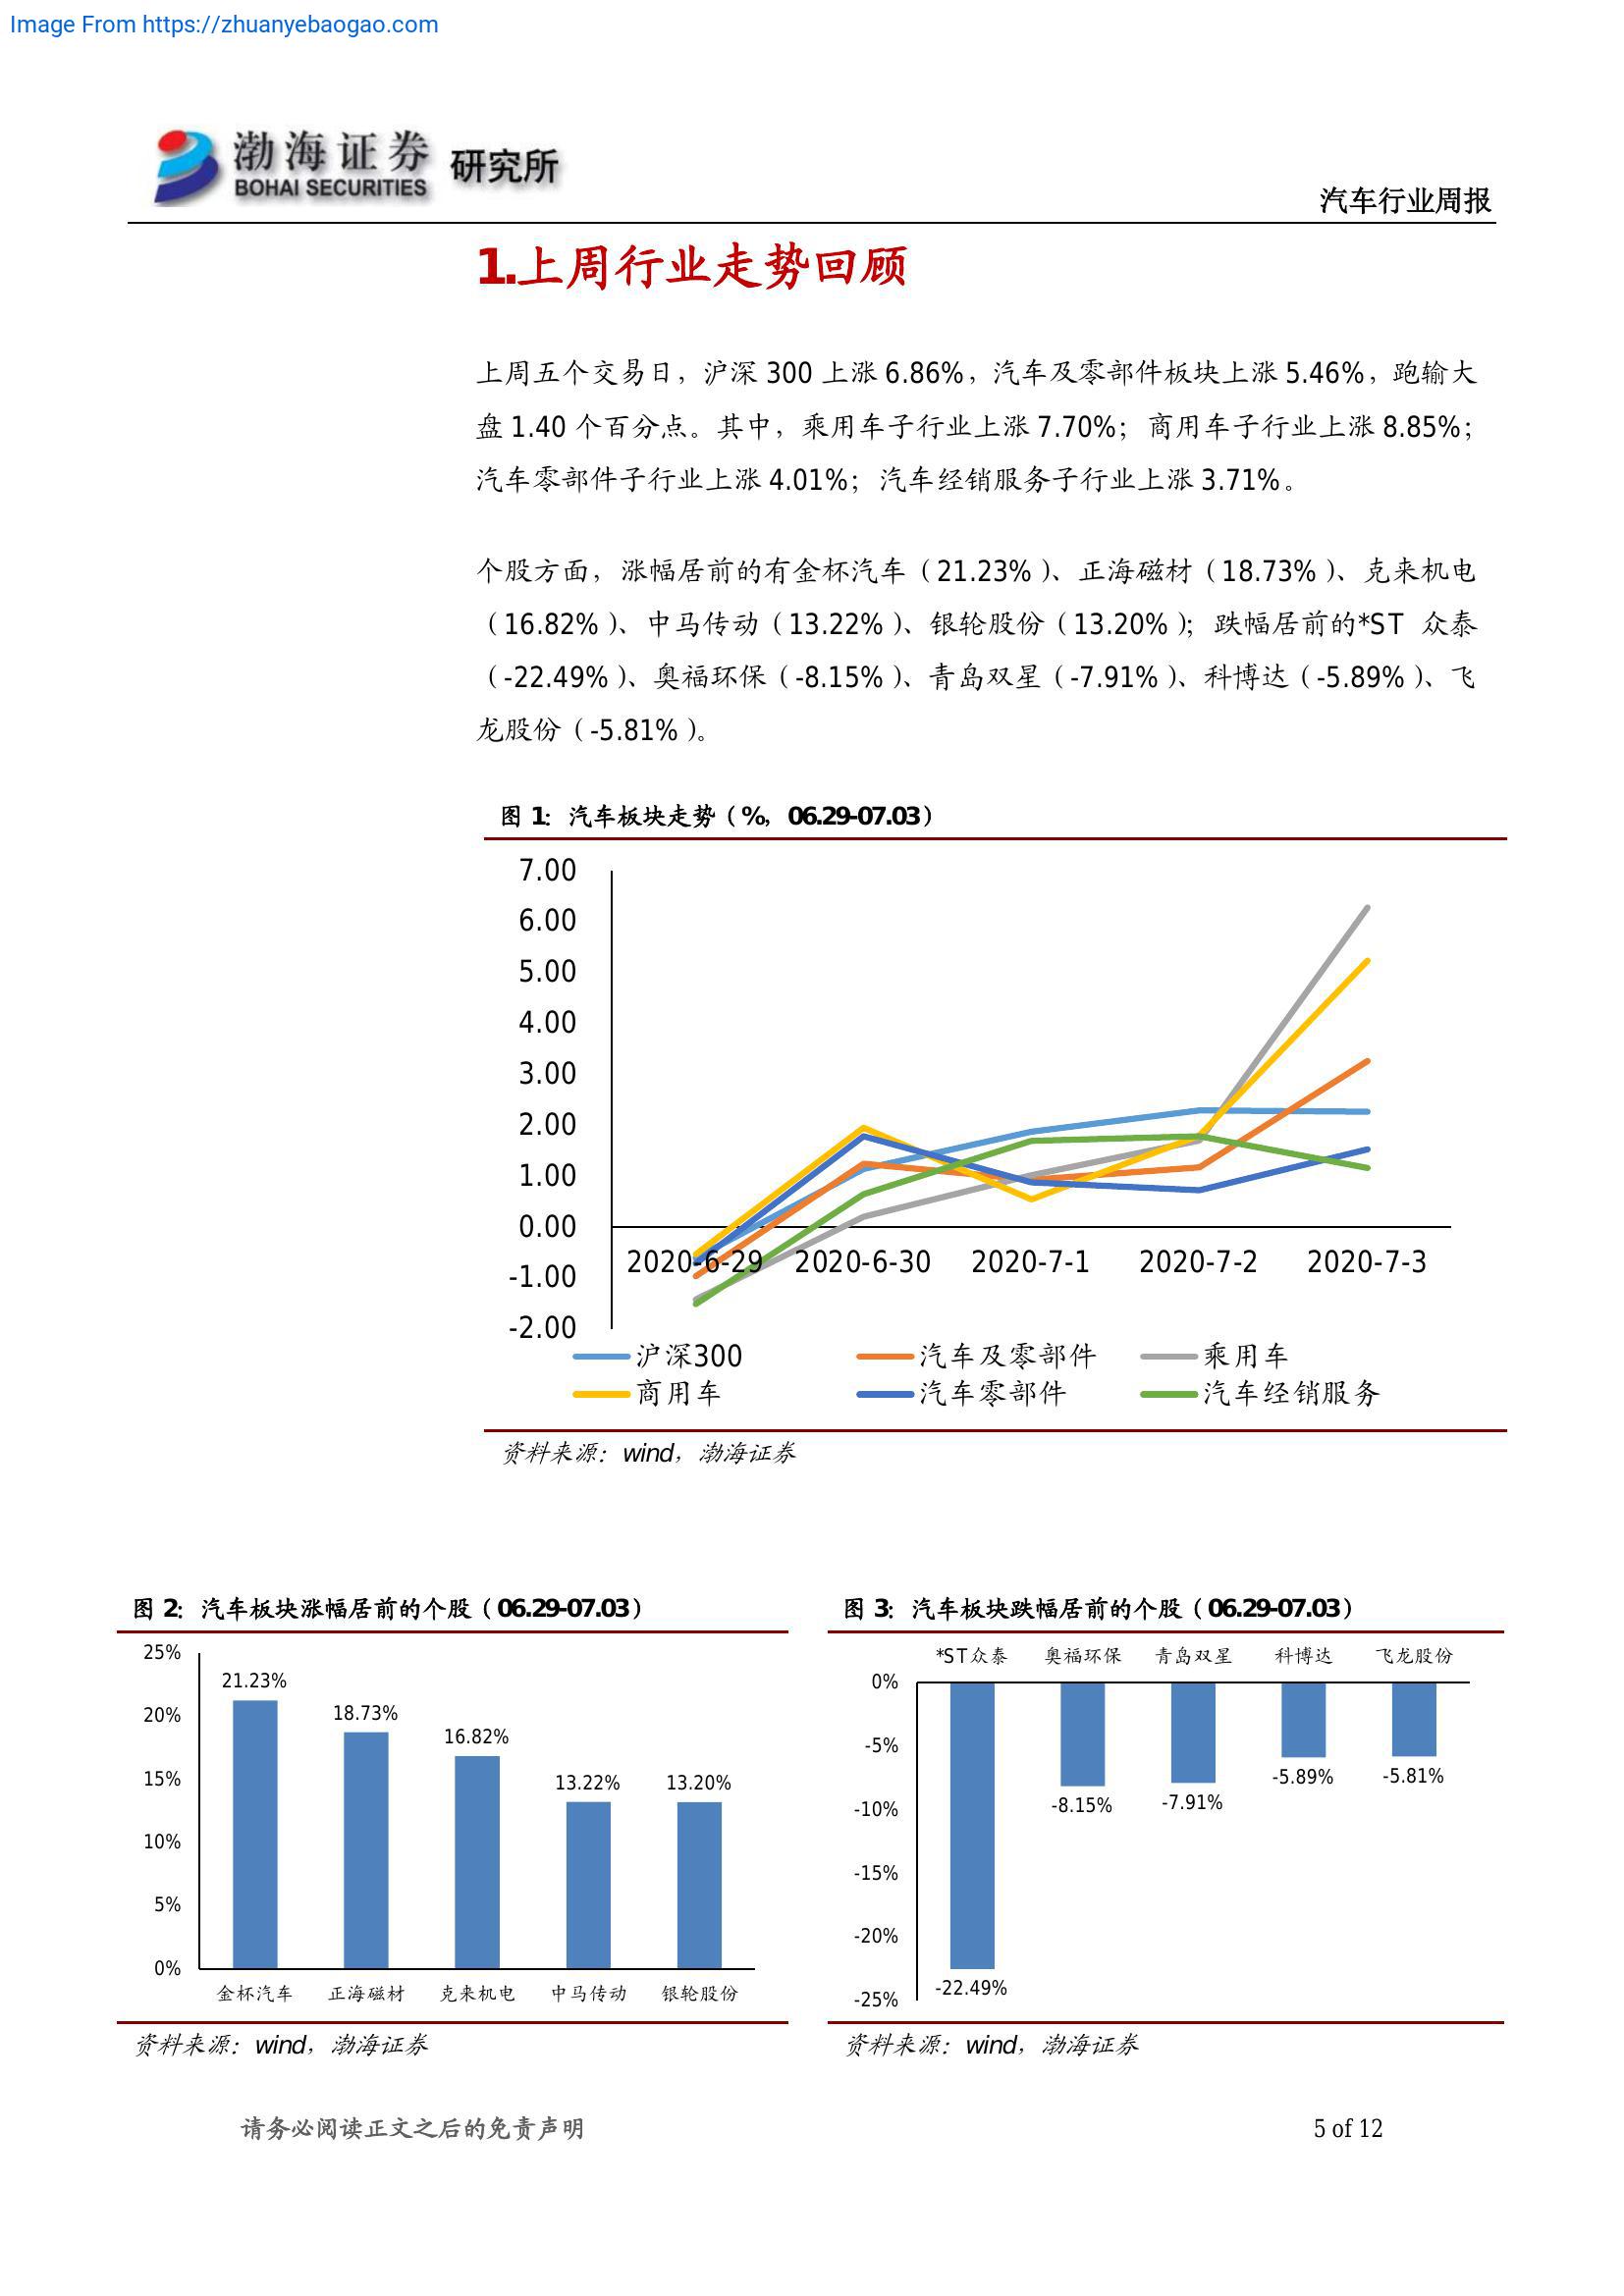 Image From https://zhuanyebaogao.com
渤海证券 研究所
BOHAI SECURITIES
汽车行业周报
1.上周行业走势回顾
上周五个交易日，沪深 300 上涨 6.86%，汽车及零部件板块上涨 5.46%，跑输大
盘 1.40 个百分点。其中，乘用车子行业上涨 7.70%；商用车子行业上涨 8.85%；
汽车零部件子行业上涨 4.01%；汽车经销服务子行业上涨 3.71%。
个股方面，涨幅居前的有金杯汽车（21.23%）、正海磁材（18.73%）、克来机电
（16.82%）、中马传动（13.22%）、银轮股份（13.20%）；跌幅居前的*ST 众泰
（-22.49%）、奥福环保（-8.15%）、青岛双星（-7.91%）、科博达（-5.89%）、飞
龙股份（-5.81%）。
图 1：汽车板块走势（%，06.29-07.03）
7.00
6.00
5.00
4.00
3.00
2.00
1.00
0.00
-1.00
-2.00
2020-6-29 2020-6-30 2020-7-1 2020-7-2 2020-7-3
沪深300 汽车及零部件 乘用车
商用车 汽车零部件 汽车经销服务
资料来源：wind，渤海证券
图 2：汽车板块涨幅居前的个股（06.29-07.03）
25%
20%
15%
10%
5%
0%
21.23% 18.73% 16.82% 13.22% 13.20%
金杯汽车 正海磁材 克来机电 中马传动 银轮股份
资料来源：wind，渤海证券
图 3：汽车板块跌幅居前的个股（06.29-07.03）
*ST众泰 奥福环保 青岛双星 科博达 飞龙股份
0%
-5%
-10%
-15%
-20%
-25%
-22.49% -8.15% -7.91% -5.89% -5.81%
资料来源：wind，渤海证券
请务必阅读正文之后的免责声明
5 of 12